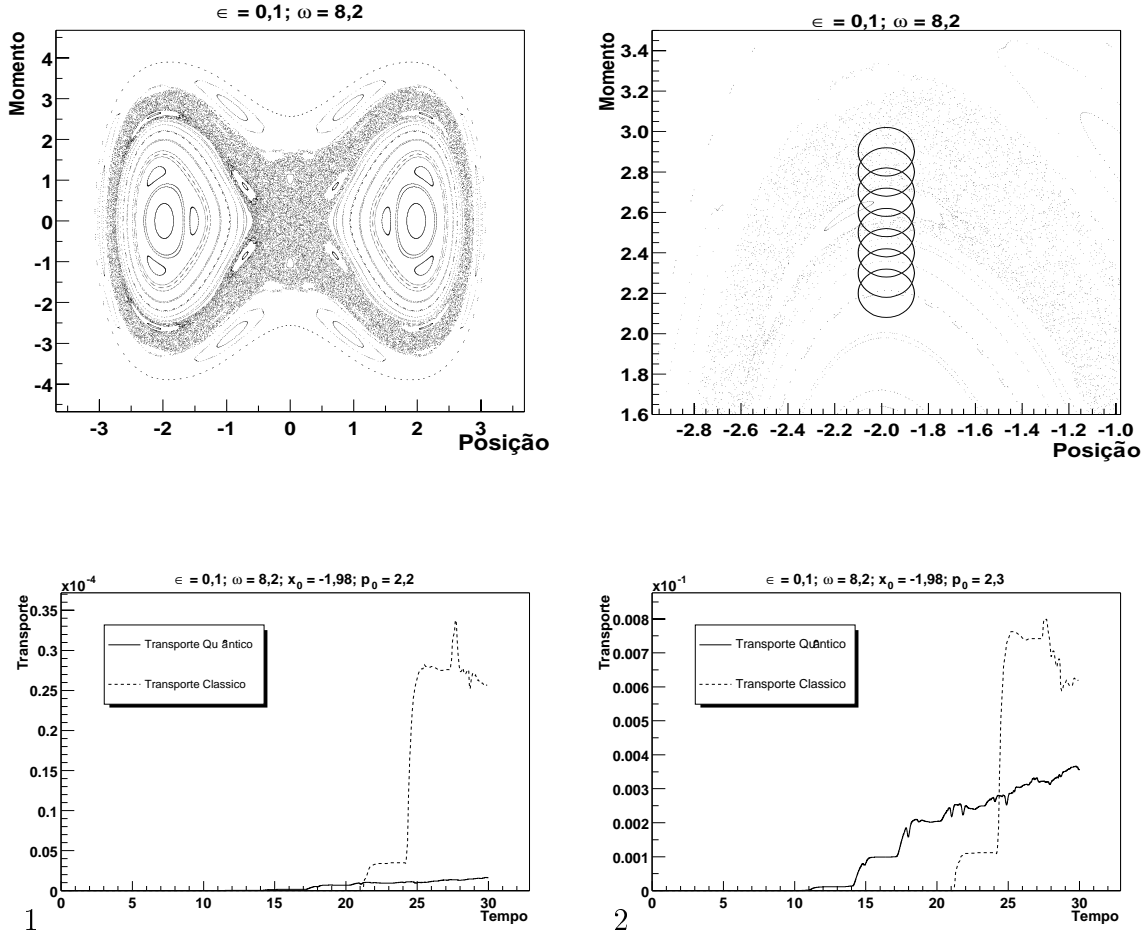 ∈ = 0,1; ω = 8,2
Momento
4
3
2
1
0
-1
-2
-3
-4
-3 -2 -1 0 1 2 3
Posição
∈ = 0,1; ω = 8,2
Momento
3.4
3.2
3.0
2.8
2.6
2.4
2.2
2.0
1.8
1.6
-2.8 -2.6 -2.4 -2.2 -2.0 -1.8 -1.6 -1.4 -1.2 -1.0
Posição
∈ = 0,1; ω = 8,2; x0 = -1,98; p0 = 2,2
x10-4
Transporte
0.35
0.3
0.25
0.2
0.15
0.1
0.05
0
Transporte Quântico
Transporte Classico
0 5 10 15 20 25 30
Tempo
1
∈ = 0,1; ω = 8,2; x0 = -1,98; p0 = 2,3
x10-1
Transporte
0.008
0.007
0.006
0.005
0.004
0.003
0.002
0.001
0
Transporte Quântico
Transporte Classico
0 5 10 15 20 25 30
Tempo
2